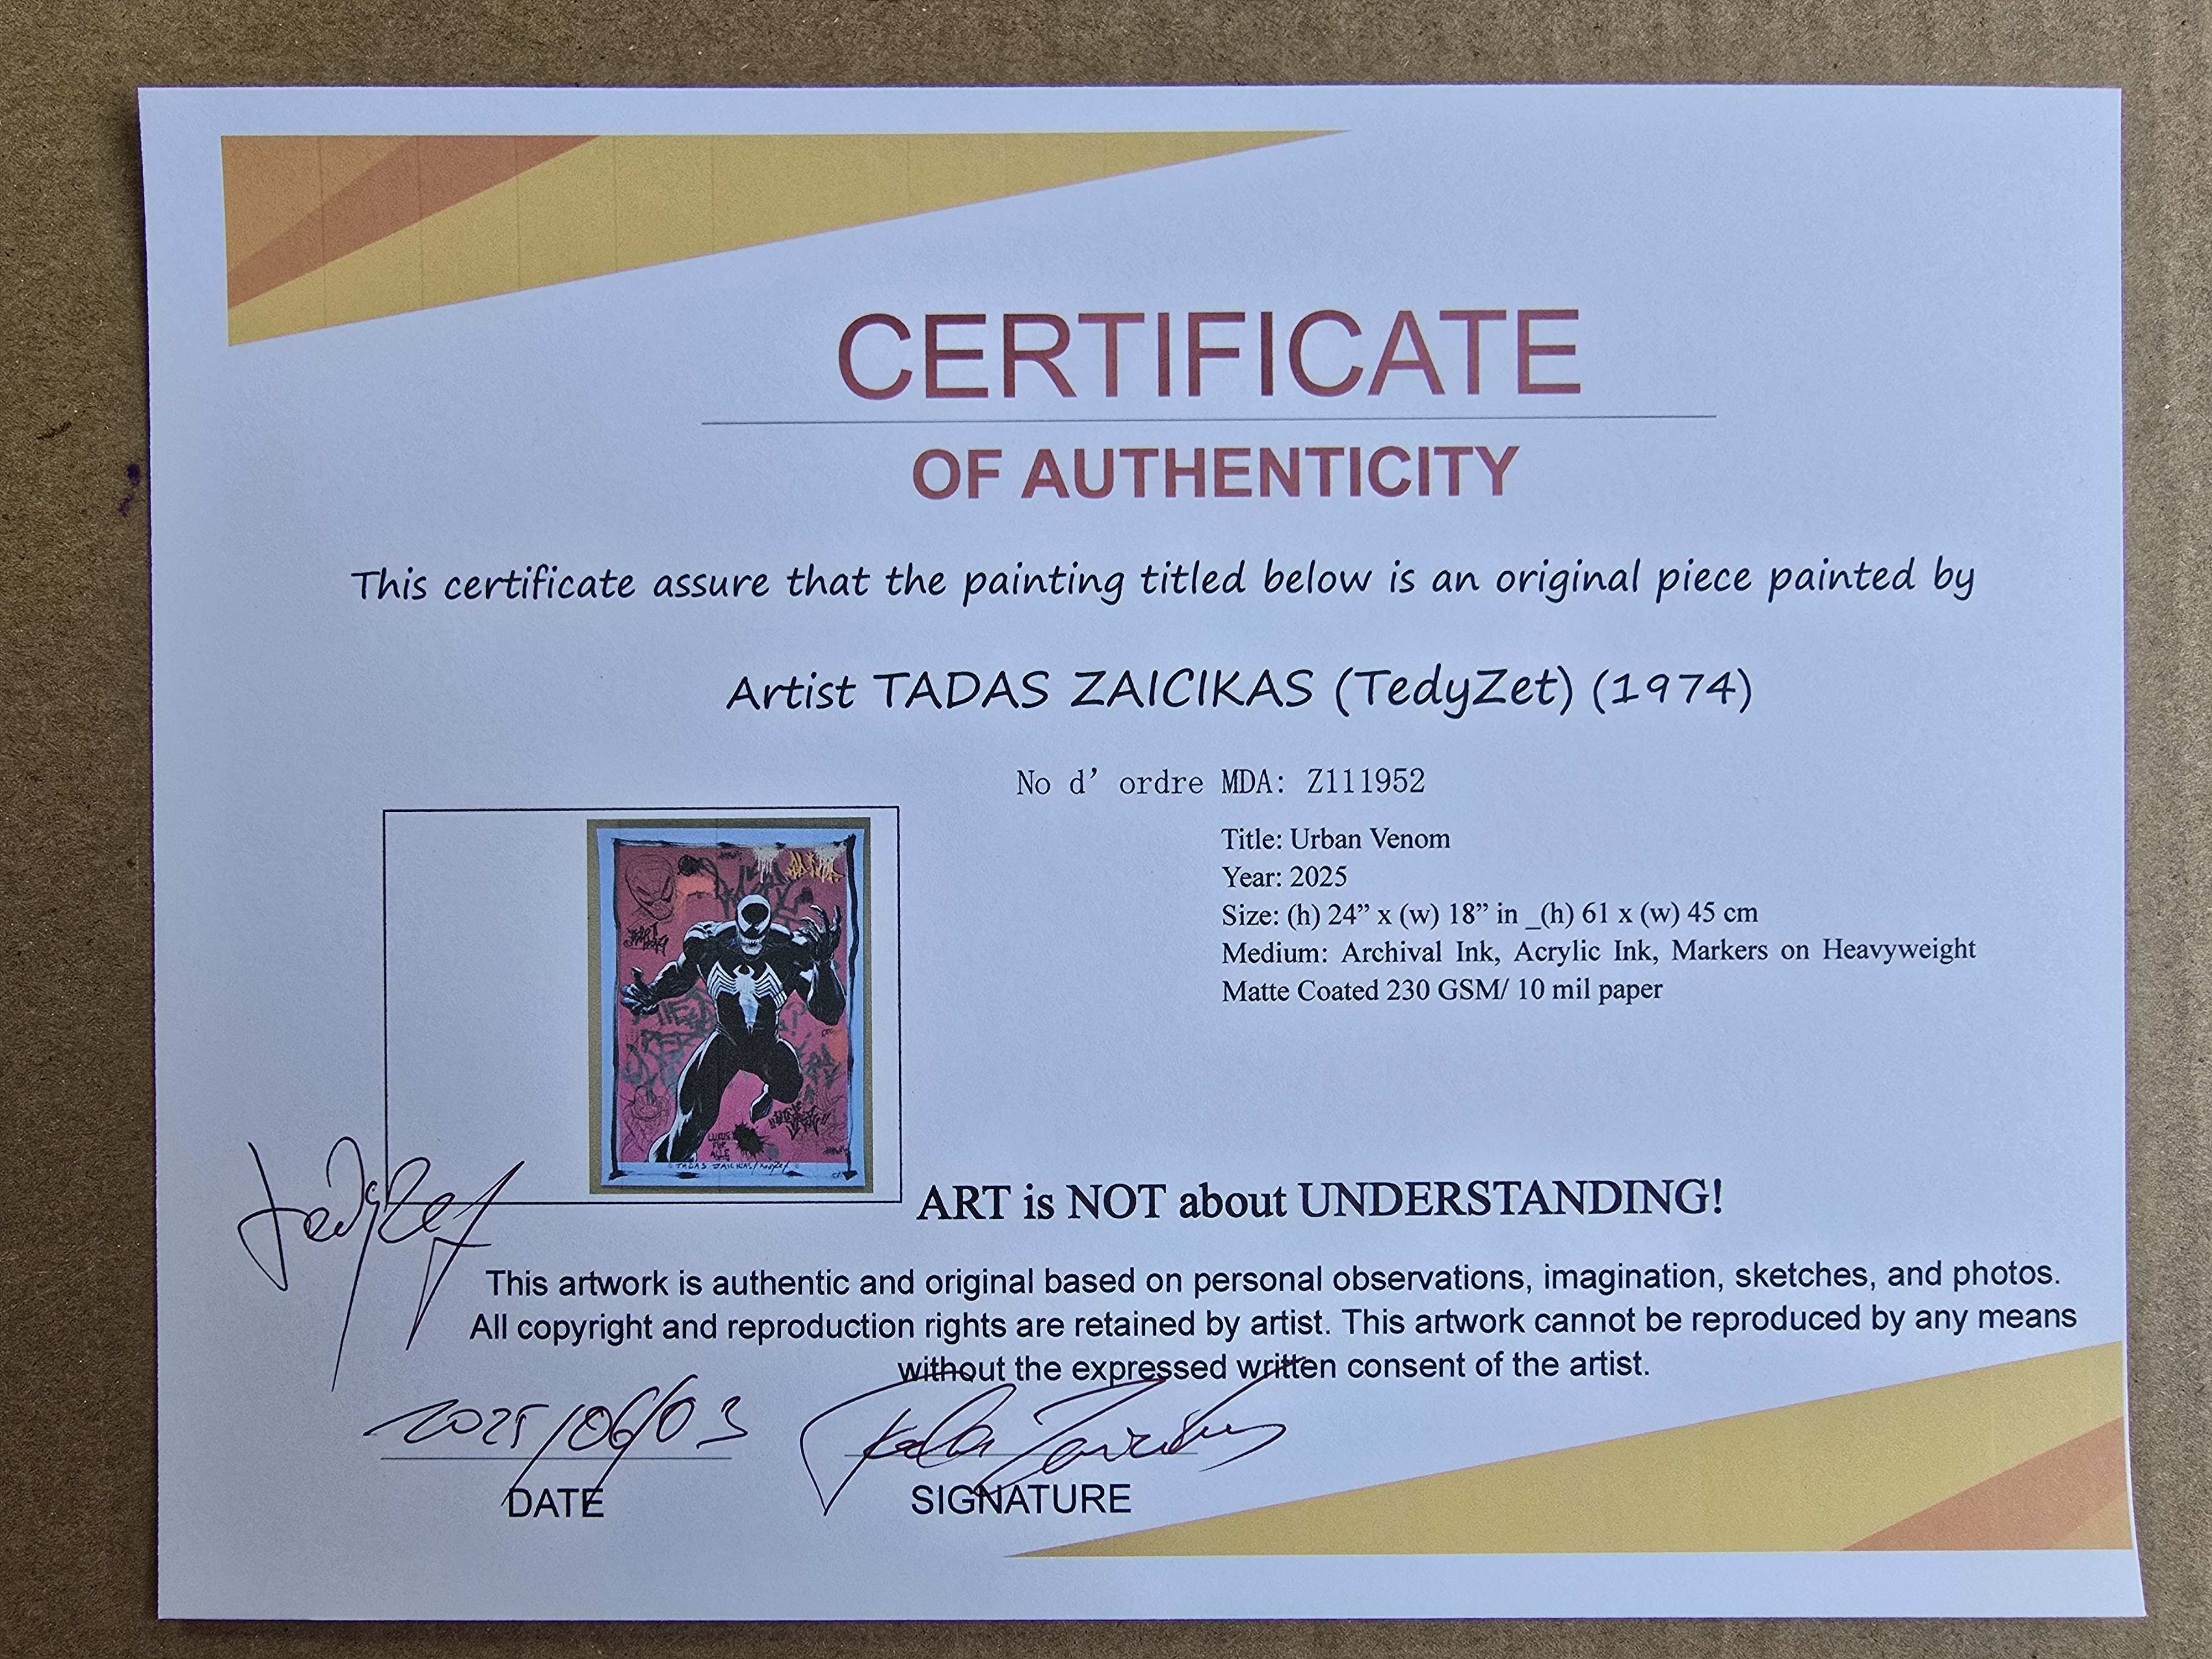 CERTIFICATE
OF AUTHENTICITY
This certificate assure that the painting titled below is an original piece painted by
Artist TADAS ZAICIKAS (TedyZet) (1974)
No d' ordre MDA: Z111952
Title: Urban Venom
Year: 2025
Size: (h) 24” x (w) 18” in _(h) 61 x (w) 45 cm
Medium: Archival Ink, Acrylic Ink, Markers on Heavyweight
Matte Coated 230 GSM/ 10 mil paper
TADAS ZAICIKAS/TedyZet
TedyZet
ART is NOT about UNDERSTANDING!
This artwork is authentic and original based on personal observations, imagination, sketches, and photos.
All copyright and reproduction rights are retained by artist. This artwork cannot be reproduced by any means
without the expressed written consent of the artist.
2025/06/03
Tadas Zaicikas
DATE
SIGNATURE